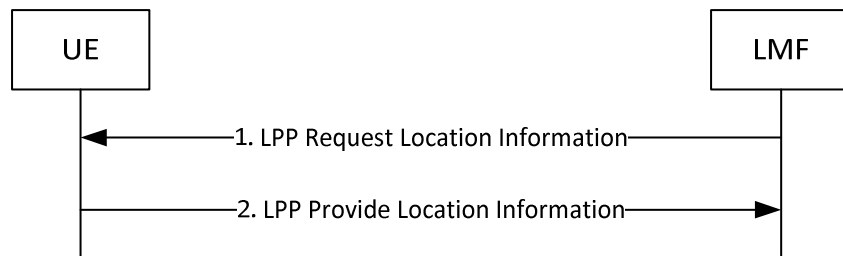 UE
LMF
1. LPP Request Location Information
2. LPP Provide Location Information